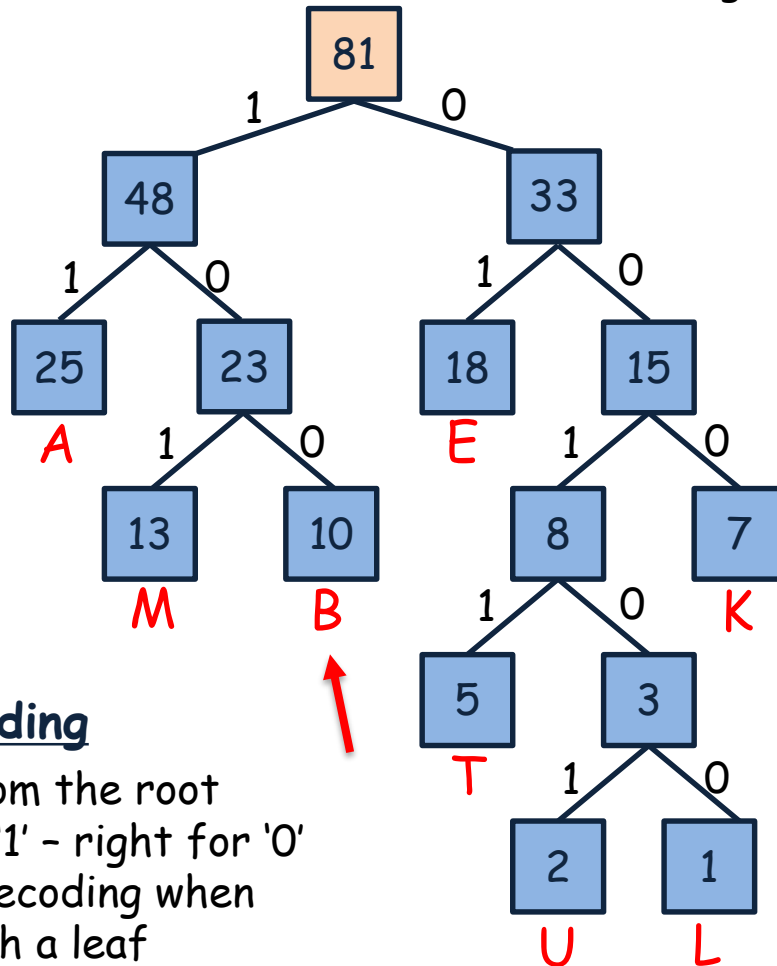 81
1 0
48 33
1 0 1 0
25 23 18 15
A E
1 0 1 0
13 10 8 7
M B K
1 0
5 3
T
1 0
2 1
U L
ding
om the root
1' – right for '0'
ecoding when
h a leaf